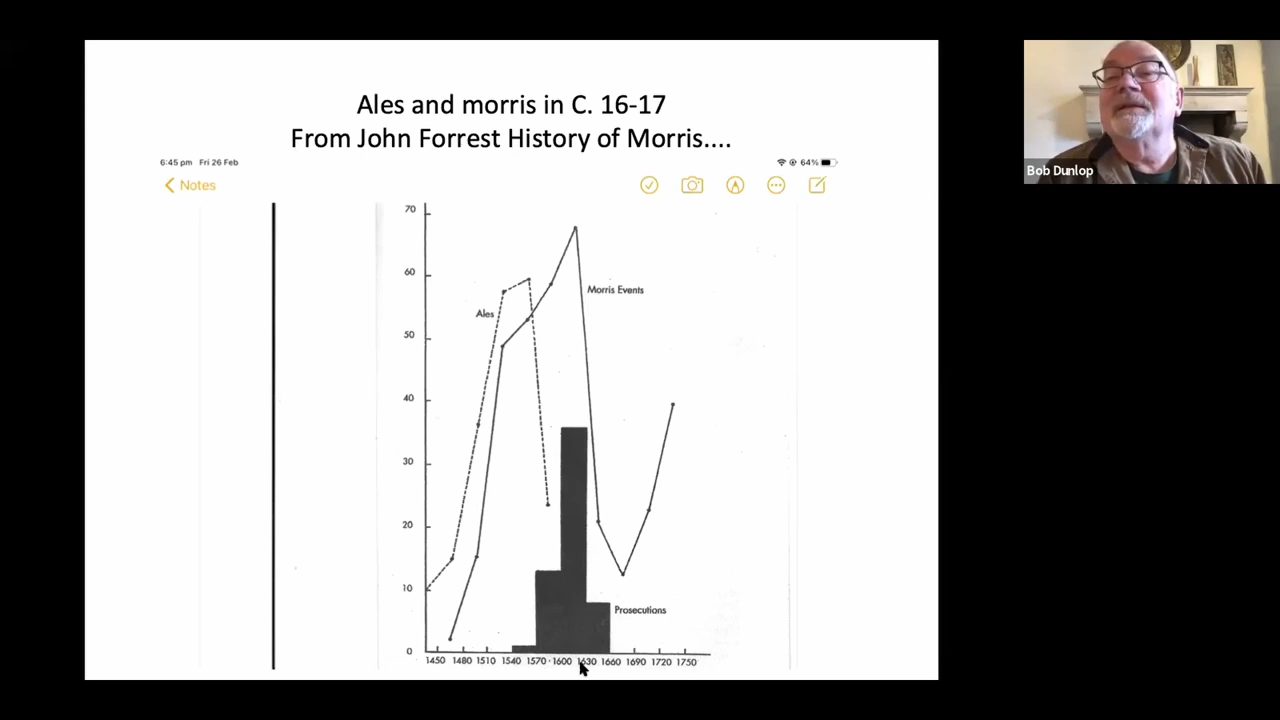 Ales and morris in C. 16-17
From John Forrest History of Morris....
6:45 pm Fri 26 Feb
64%
Notes
Bob Dunlop
70
60
50
40
30
20
10
0
Ales
Morris Events
Prosecutions
1450 1480 1510 1540 1570 1600 1630 1660 1690 1720 1750